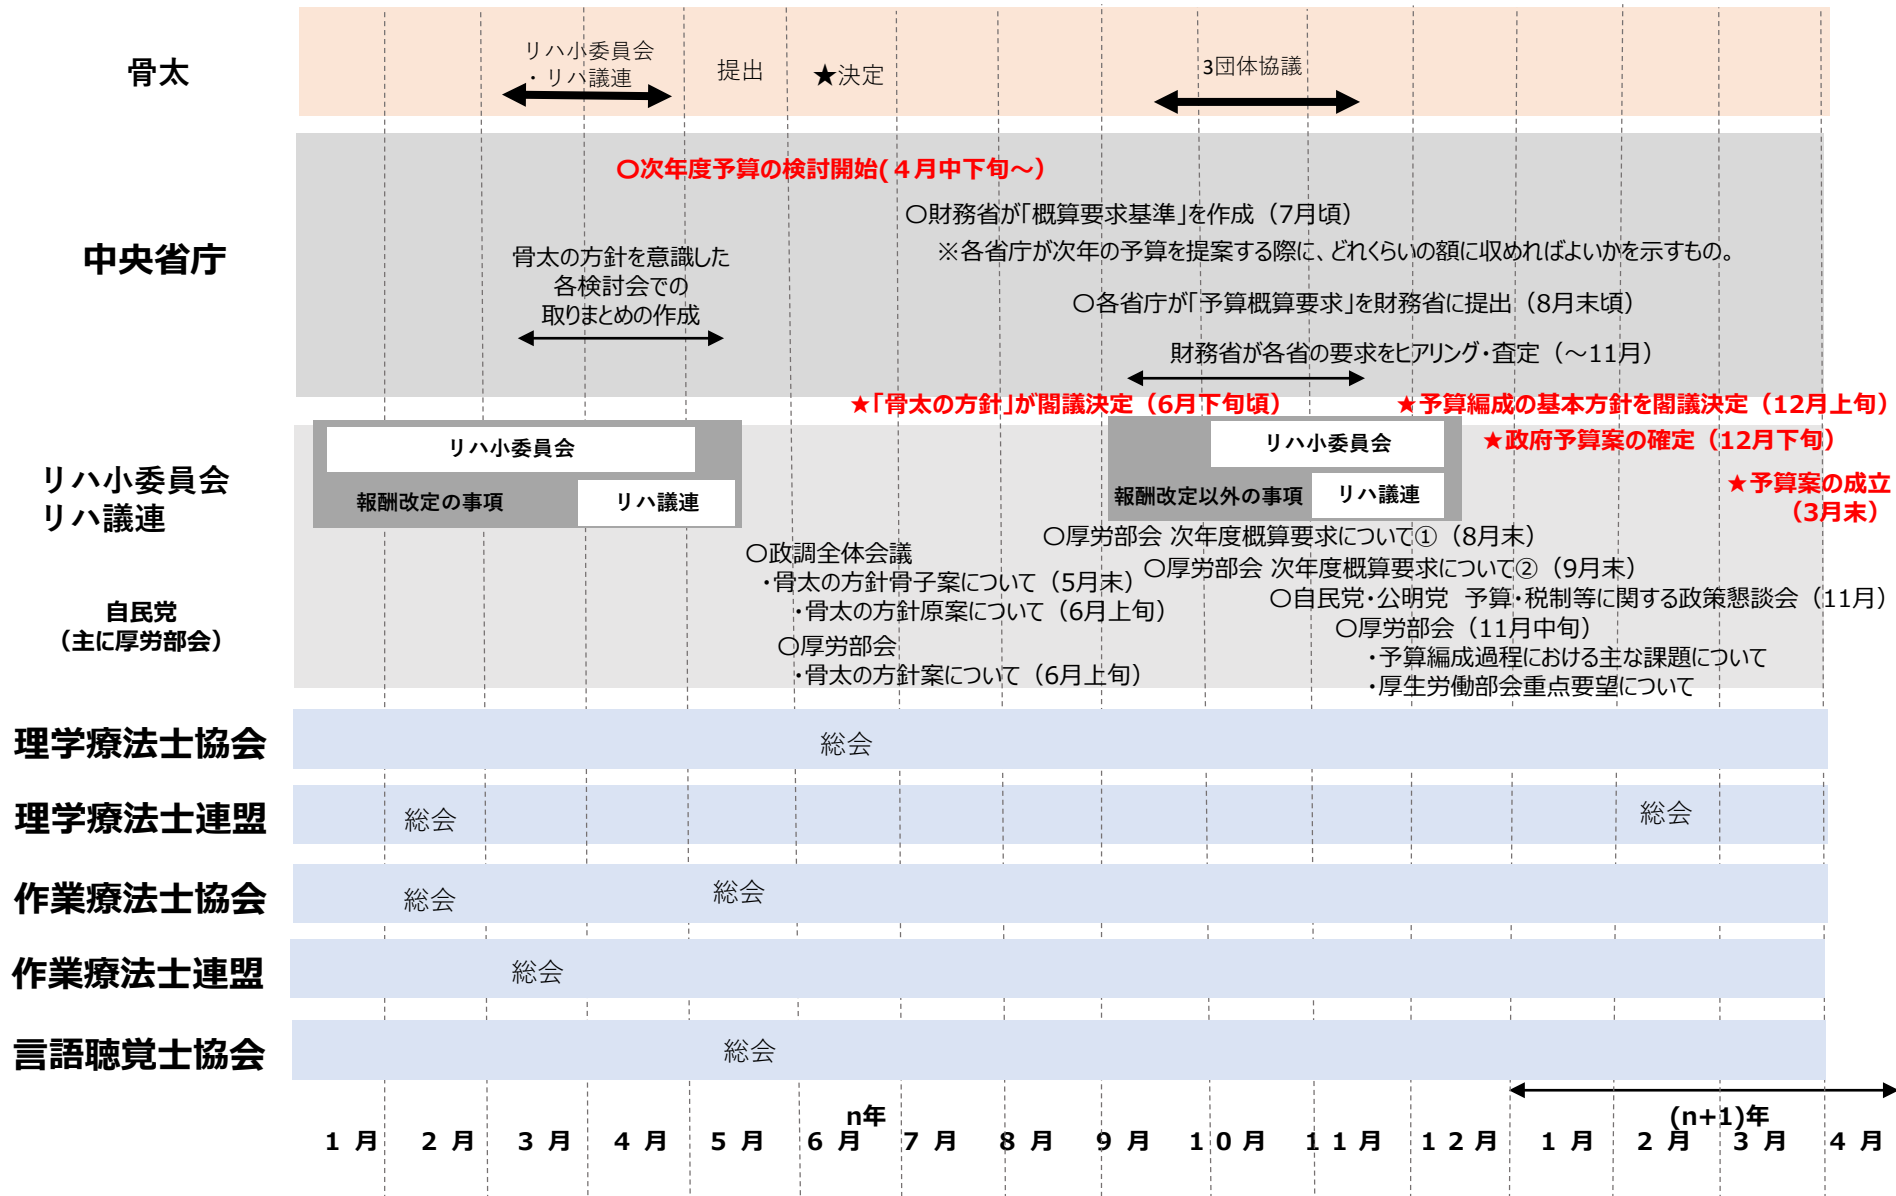 骨太
リハ小委員会
・リハ議連
提出
★決定
3団体協議
中央省庁
〇次年度予算の検討開始(４月中下旬～)
〇財務省が「概算要求基準」を作成（7月頃）
※各省庁が次年の予算を提案する際に、どれくらいの額に収めればよいかを示すもの。
骨太の方針を意識した
各検討会での
取りまとめの作成
〇各省庁が「予算概算要求」を財務省に提出（8月末頃）
財務省が各省の要求をヒアリング・査定（～11月）
★「骨太の方針」が閣議決定（6月下旬頃）
★予算編成の基本方針を閣議決定（12月上旬）
リハ小委員会
リハ議連
リハ小委員会
報酬改定の事項
リハ議連
リハ小委員会
報酬改定以外の事項
リハ議連
★政府予算案の確定（12月下旬）
★予算案の成立
（3月末）
自民党
（主に厚労部会）
〇政調全体会議
・骨太の方針骨子案について（5月末）
・骨太の方針原案について（6月上旬）
〇厚労部会
・骨太の方針案について（6月上旬）
〇厚労部会 次年度概算要求について①（8月末）
〇厚労部会 次年度概算要求について②（9月末）
〇自民党・公明党　予算・税制等に関する政策懇談会（11月）
〇厚労部会（11月中旬）
・予算編成過程における主な課題について
・厚生労働部会重点要望について
理学療法士協会
総会
理学療法士連盟
総会
総会
作業療法士協会
総会
総会
作業療法士連盟
総会
言語聴覚士協会
総会
n年
(n+1)年
１月
２月
３月
４月
５月
６月
７月
８月
９月
１０月
１１月
１２月
１月
２月
３月
４月